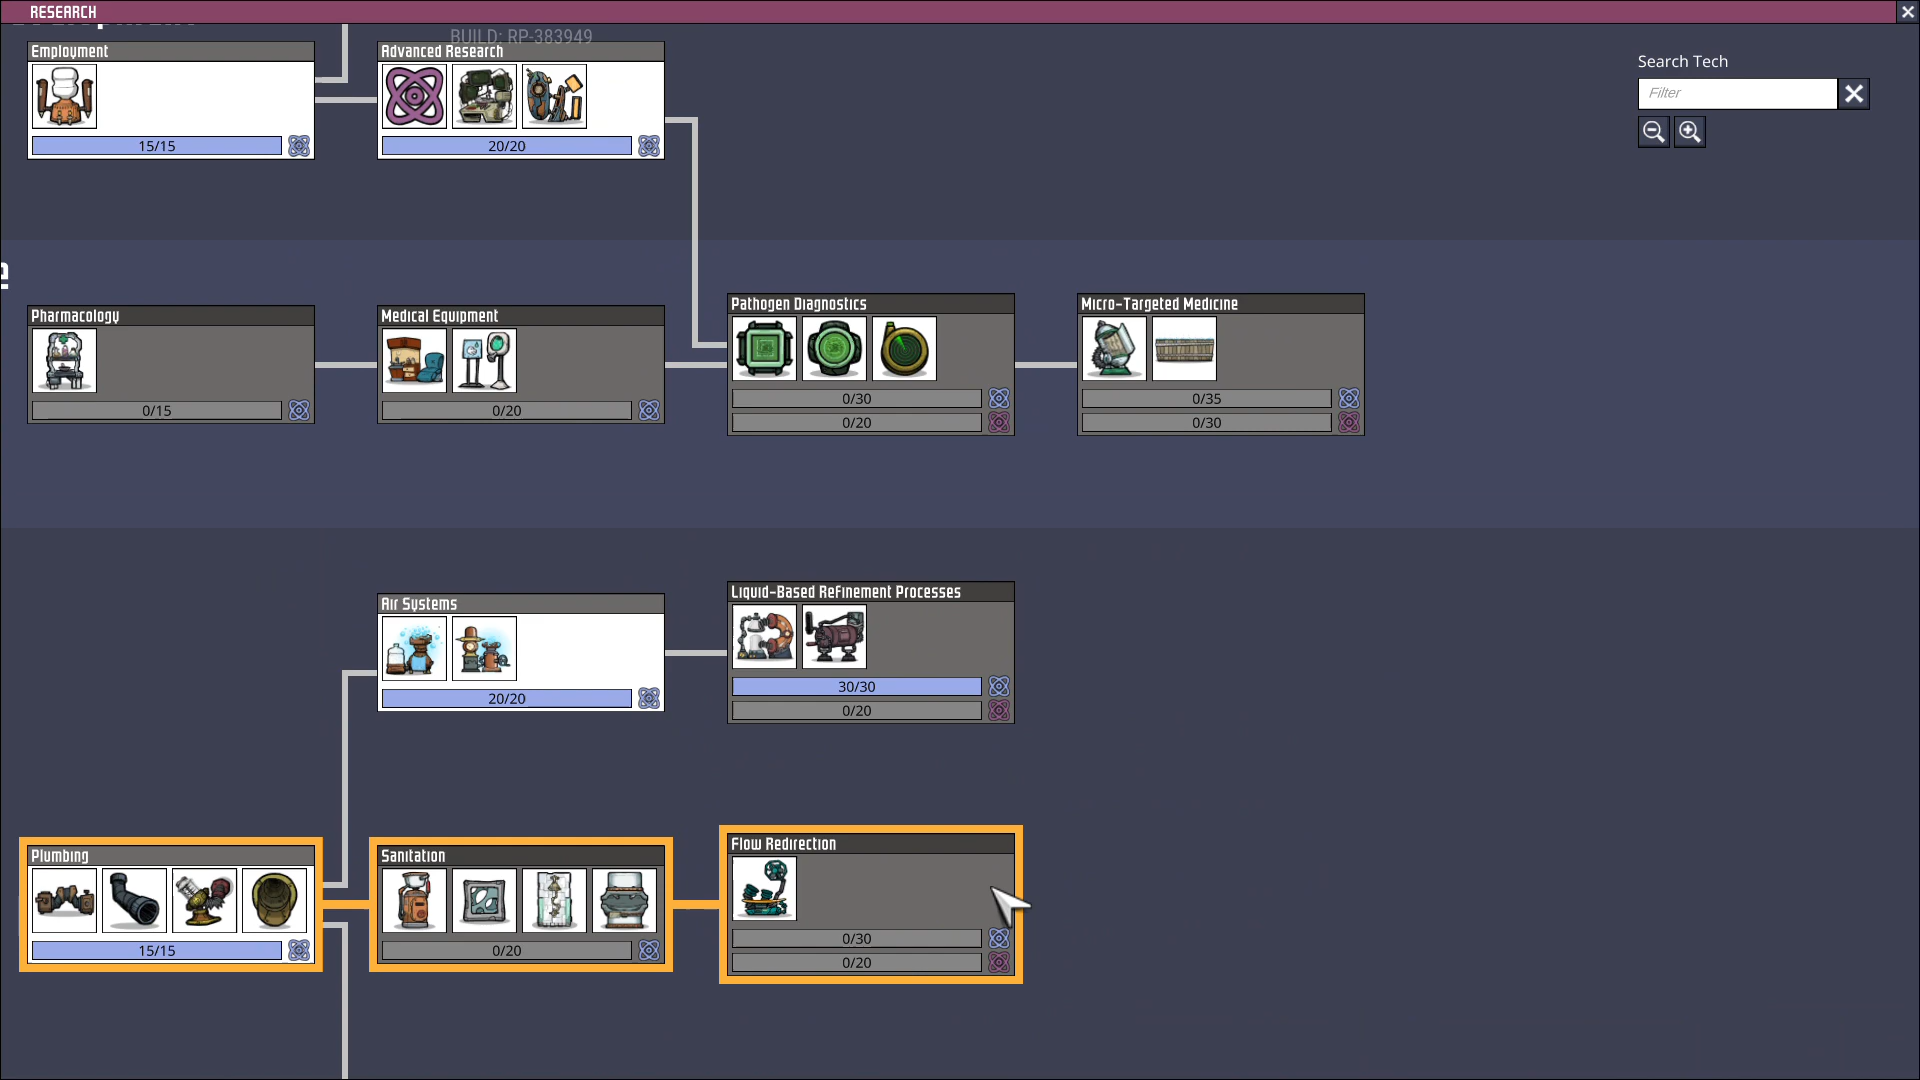 RESEARCH
BUILD: RP-383949
Employment
15/15
Advanced Research
20/20
Search Tech
Filter
Pharmacology
0/15
Medical Equipment
0/20
Pathogen Diagnostics
0/30
0/20
Micro-Targeted Medicine
0/35
0/30
Air Systems
20/20
Liquid-Based Refinement Processes
30/30
0/20
Plumbing
15/15
Sanitation
0/20
Flow Redirection
0/30
0/20